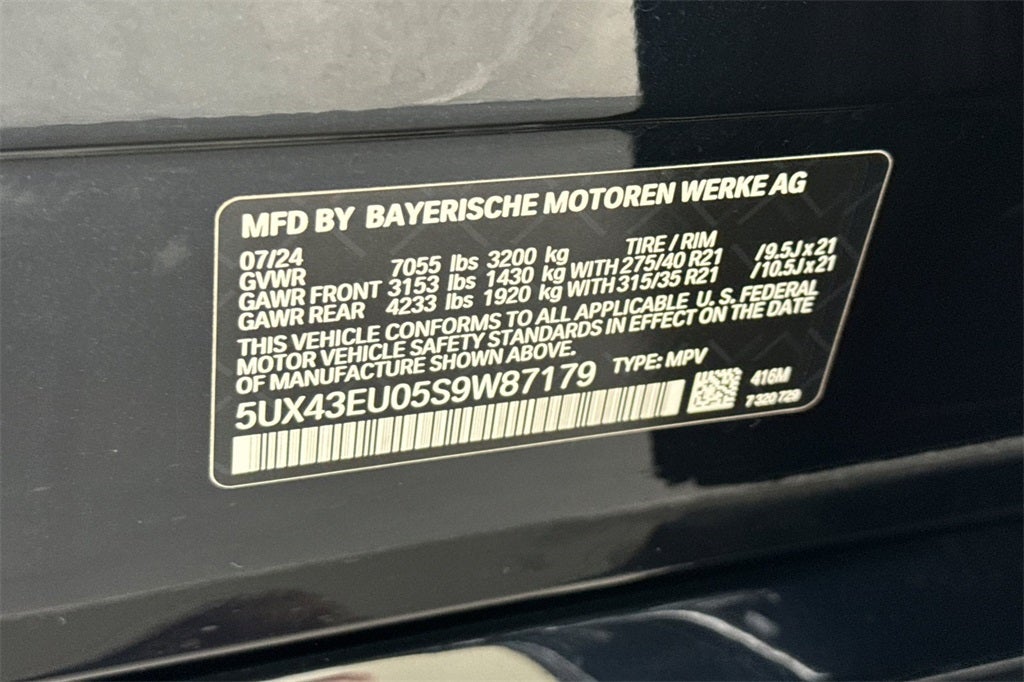 MFD BY BAYERISCHE MOTOREN WERKE AG
07/24 TIRE / RIM
GVWR 7055 lbs 3200 kg
GAWR FRONT 3153 lbs 1430 kg WITH 275/40 R21 /9.5J x 21
GAWR REAR 4233 lbs 1920 kg WITH 315/35 R21 /10.5J x 21
THIS VEHICLE CONFORMS TO ALL APPLICABLE U. S. FEDERAL
MOTOR VEHICLE SAFETY STANDARDS IN EFFECT ON THE DATE
OF MANUFACTURE SHOWN ABOVE.
TYPE: MPV
5UX43EU05S9W87179
416M
7 320 729